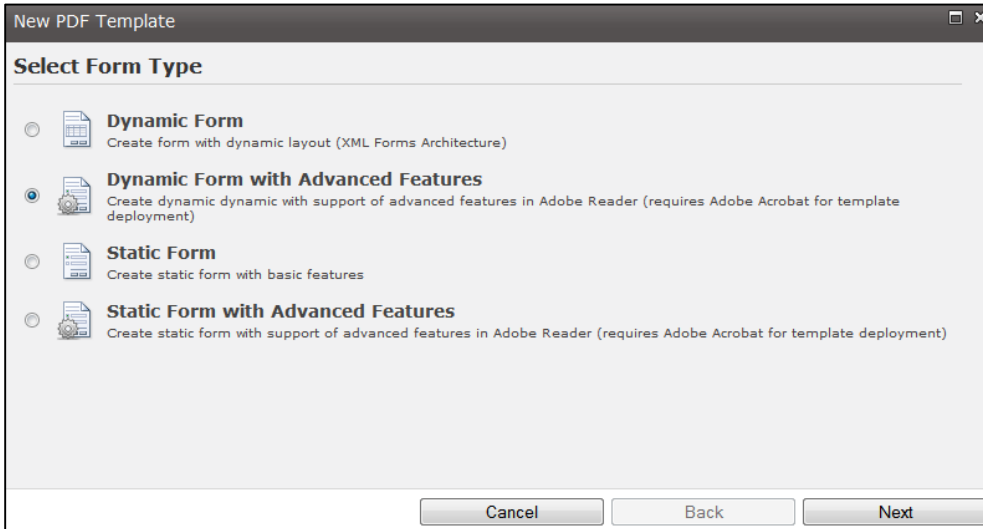 New PDF Template
Select Form Type
Dynamic Form
Create form with dynamic layout (XML Forms Architecture)
Dynamic Form with Advanced Features
Create dynamic dynamic with support of advanced features in Adobe Reader (requires Adobe Acrobat for template
deployment)
Static Form
Create static form with basic features
Static Form with Advanced Features
Create static form with support of advanced features in Adobe Reader (requires Adobe Acrobat for template deployment)
Cancel Back Next